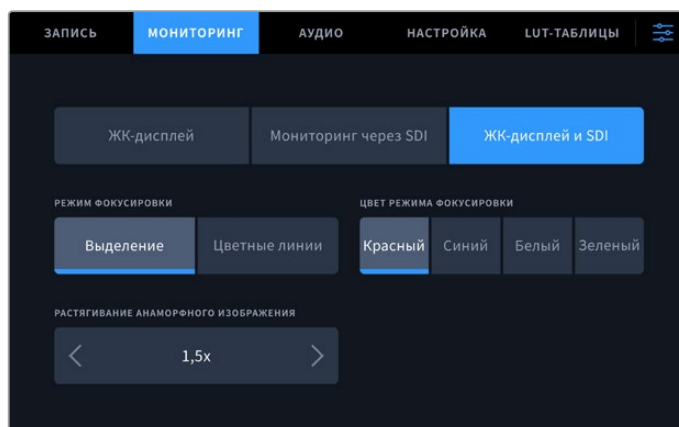 ЗАПИСЬ МОНИТОРИНГ АУДИО НАСТРОЙКА LUT-ТАБЛИЦЫ
ЖК-дисплей Мониторинг через SDI ЖК-дисплей и SDI
РЕЖИМ ФОКУСИРОВКИ ЦВЕТ РЕЖИМА ФОКУСИРОВКИ
Выделение Цветные линии Красный Синий Белый Зеленый
РАСТЯГИВАНИЕ АНАМОРФНОГО ИЗОБРАЖЕНИЯ
1,5x